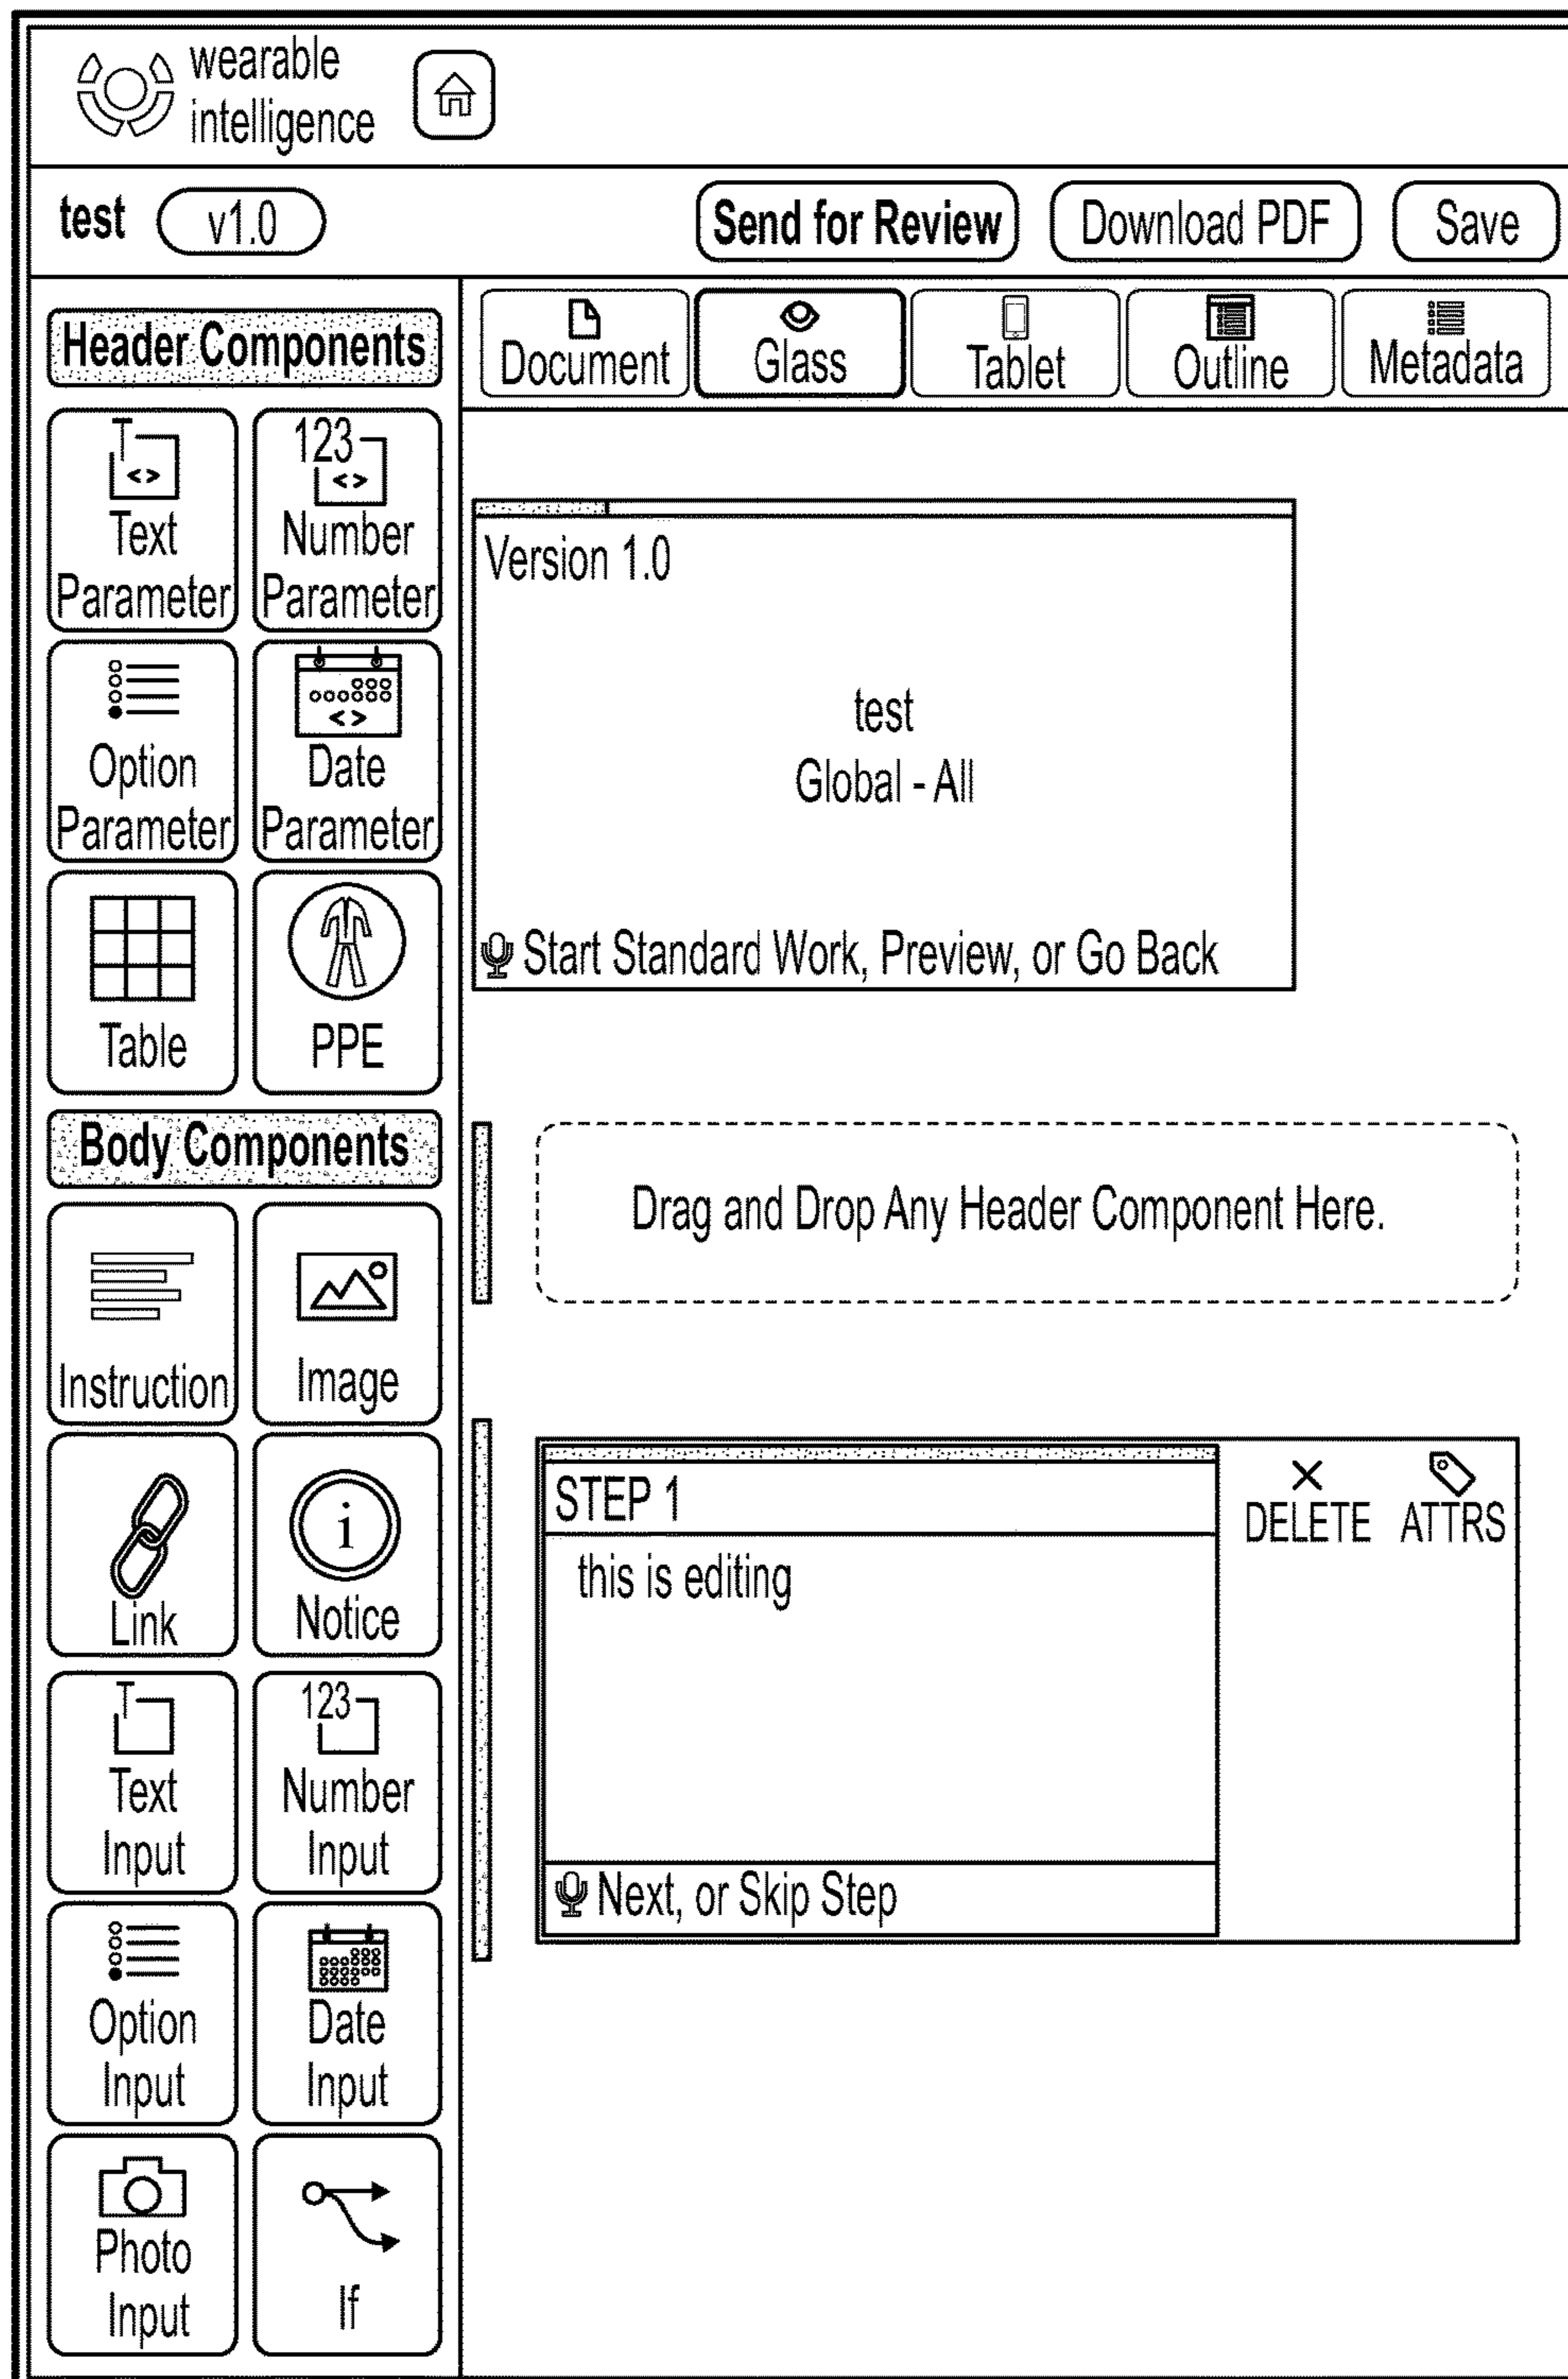 wearable
intelligence
test v1.0 Send for Review Download PDF Save
Header Components
Document Glass Tablet Outline Metadata
T
<>
Text
Parameter
123
<>
Number
Parameter
Option
Parameter
<>
Date
Parameter
Table
PPE
Body Components
Instruction
Image
Link
i
Notice
T
Text
Input
123
Number
Input
Option
Input
Date
Input
Photo
Input
If
Version 1.0
test
Global - All
Start Standard Work, Preview, or Go Back
Drag and Drop Any Header Component Here.
STEP 1
DELETE ATTRS
this is editing
Next, or Skip Step